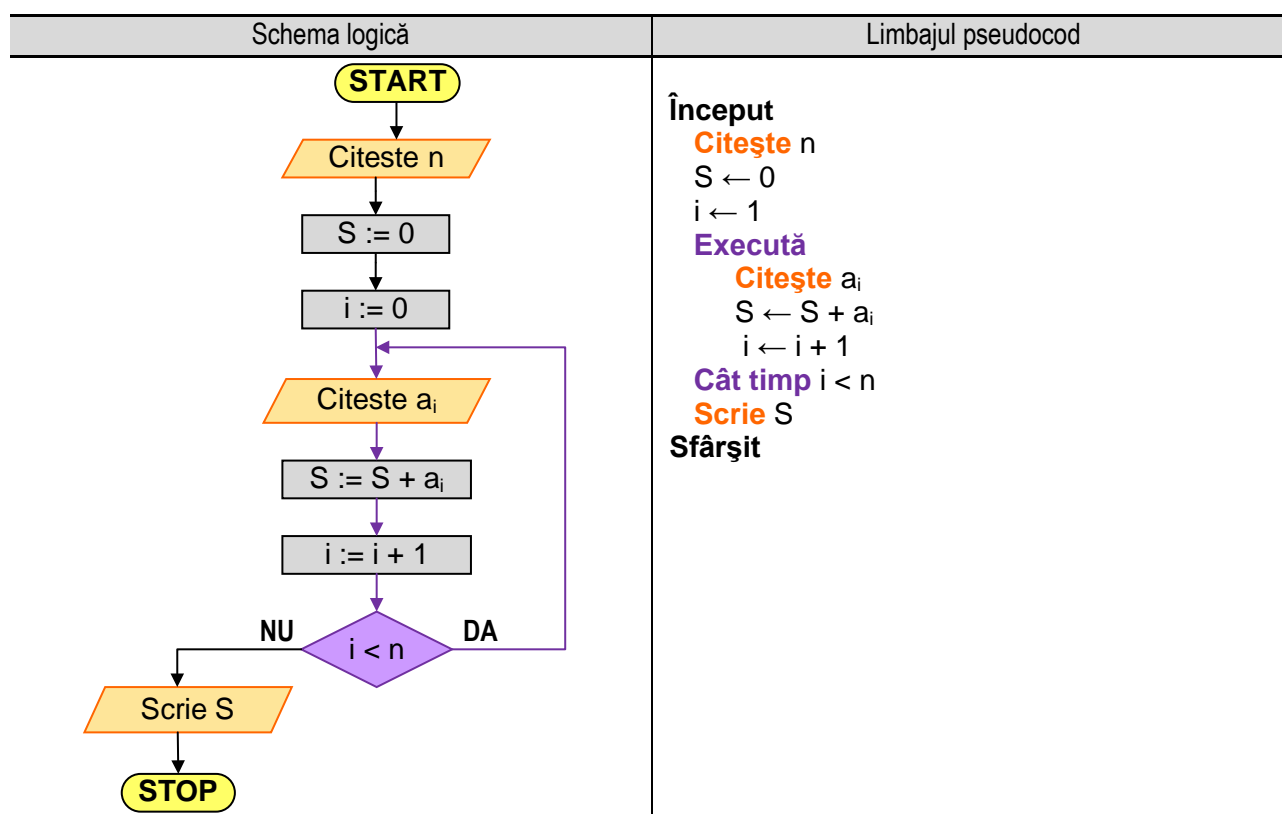 Schema logică
Limbajul pseudocod
START
Citeste n
S := 0
i := 0
Citeste ai
S := S + ai
i := i + 1
NU
DA
i < n
Scrie S
STOP
Început
Citeşte n
S ← 0
i ← 1
Execută
Citeşte ai
S ← S + ai
i ← i + 1
Cât timp i < n
Scrie S
Sfârşit